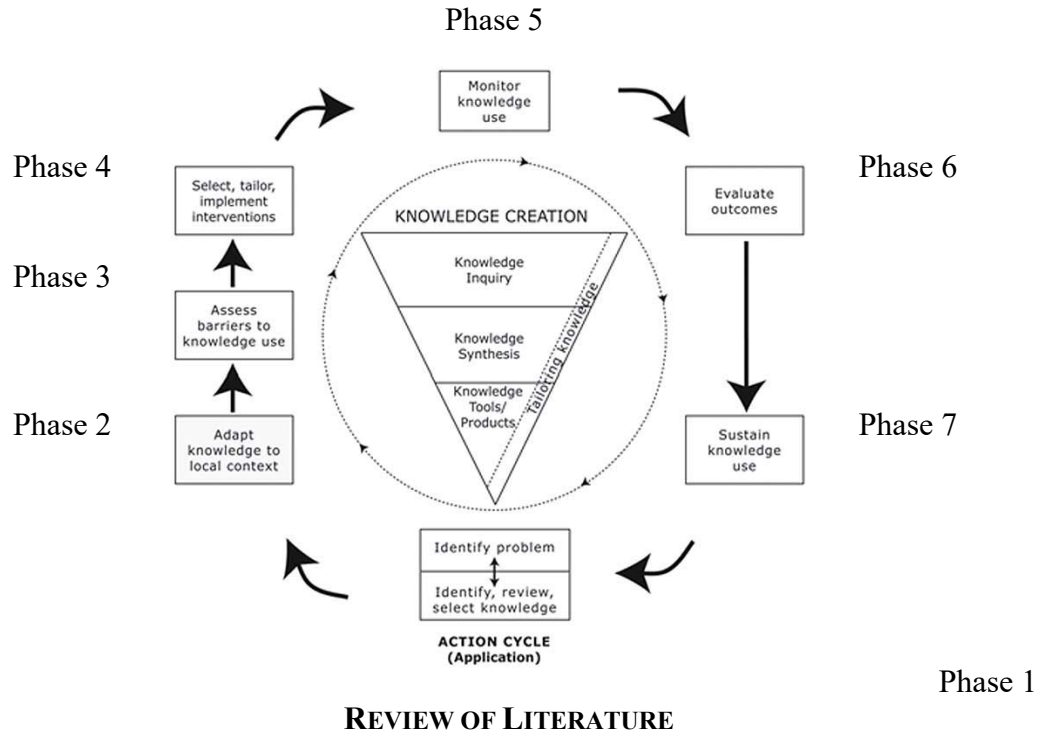 Phase 5
Monitor
knowledge
use
Phase 4
Select, tailor,
implement
interventions
Phase 6
Evaluate
outcomes
KNOWLEDGE CREATION
Knowledge
Inquiry
Knowledge
Synthesis
Knowledge
Tools/
Products
Tailoring knowledge
Phase 3
Assess
barriers to
knowledge use
Phase 2
Adapt
knowledge to
local context
Phase 7
Sustain
knowledge
use
Identify problem
Identify, review,
select knowledge
ACTION CYCLE
(Application)
Phase 1
REVIEW OF LITERATURE